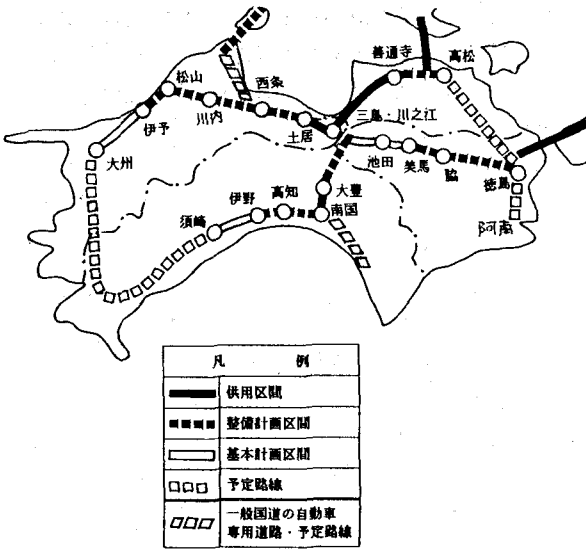 善通寺
高松
松山
西条
三島・川之江
伊予
川内
土居
大州
池田
美馬
脇
徳島
大豊
伊野
高知
南国
須崎
阿南
凡 例
供用区間
整備計画区間
基本計画区間
予定路線
一般国道の自動車
専用道路・予定路線